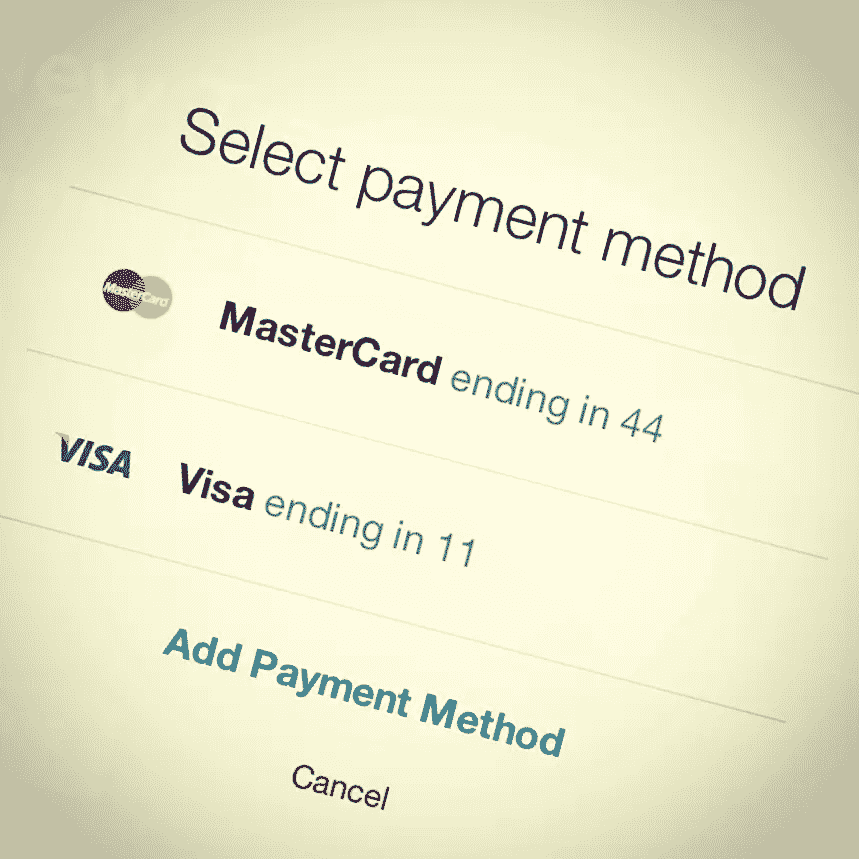 Select payment method
MasterCard
MasterCard ending in 44
VISA
Visa ending in 11
Add Payment Method
Cancel